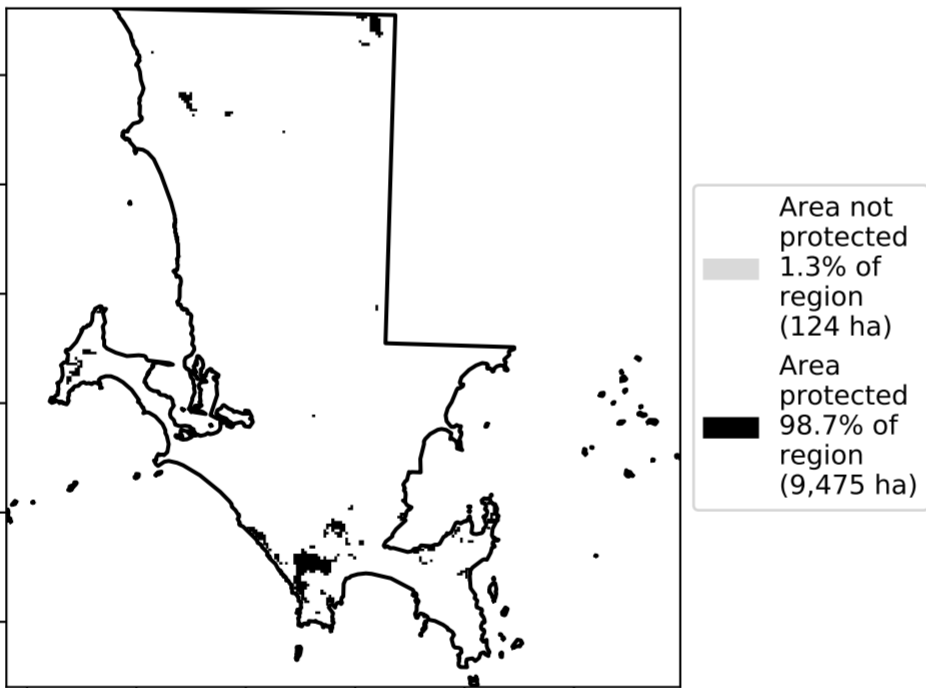 Area not
protected
1.3% of
region
(124 ha)
Area
protected
98.7% of
region
(9,475 ha)